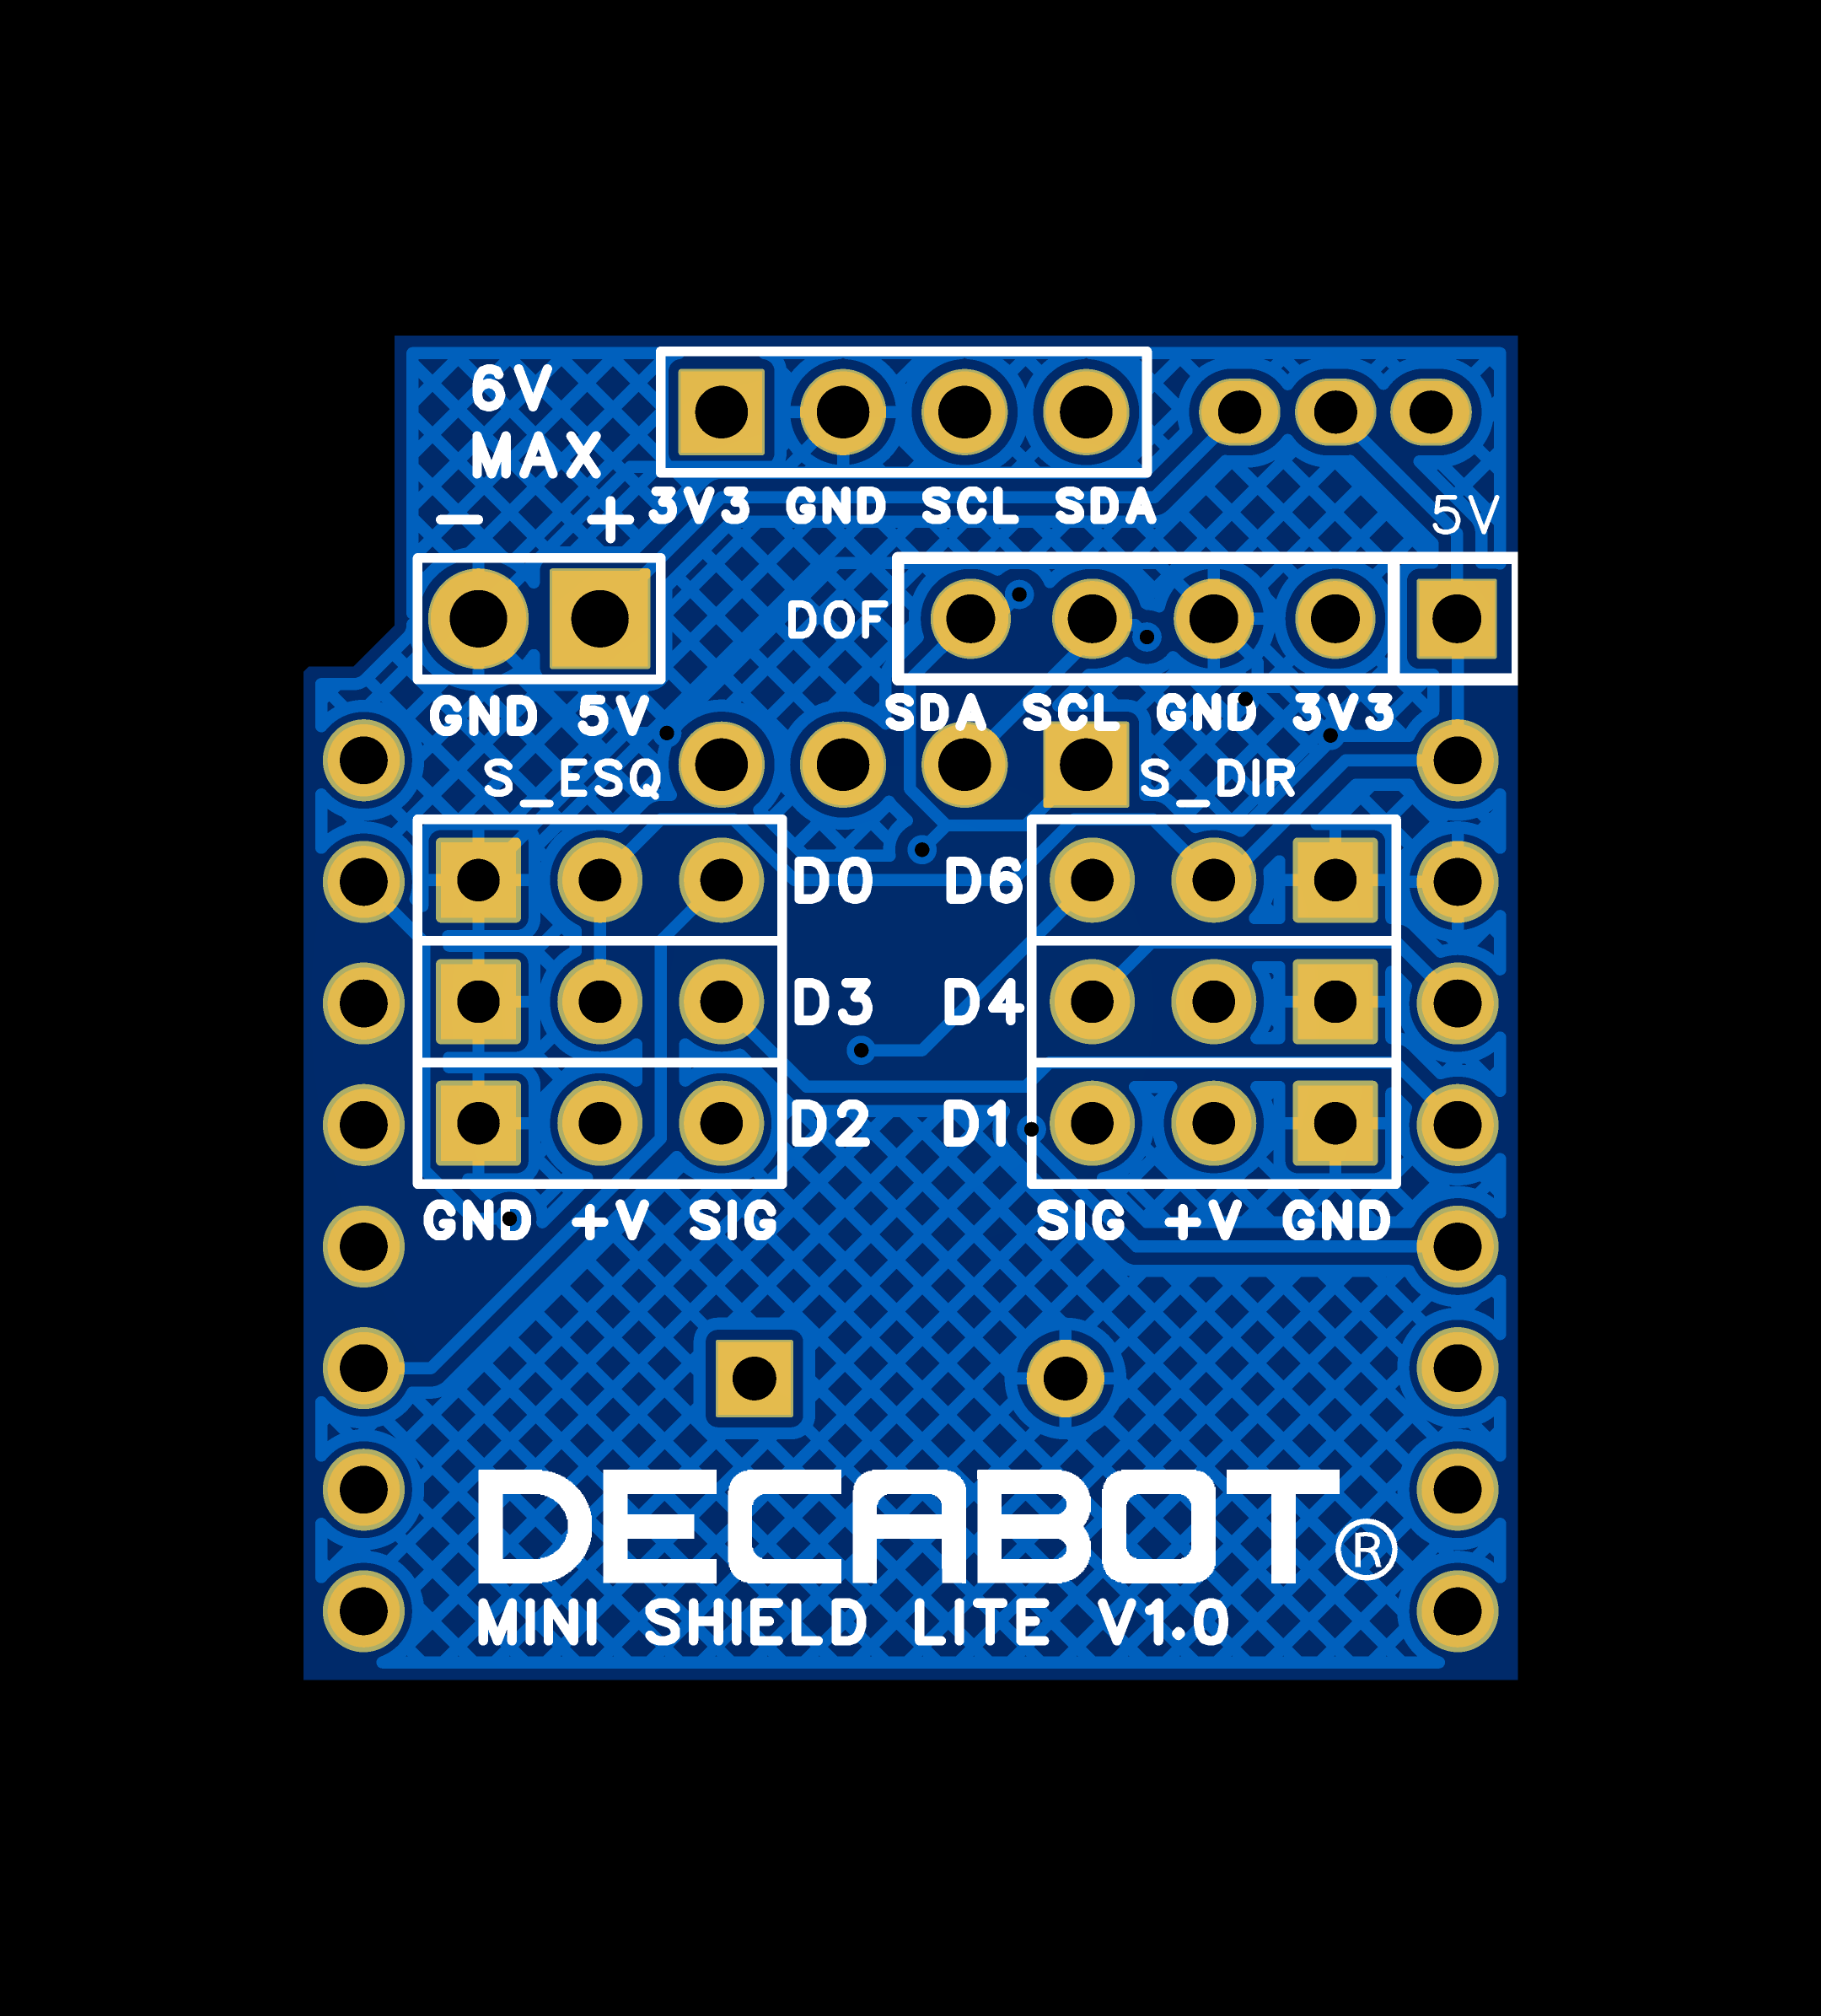 6V
MAX
- +
3V3 GND SCL SDA
5V
DOF
GND 5V
SDA SCL GND 3V3
S_ESQ
S_DIR
D0 D6
D3 D4
D2 D1
GND +V SIG
SIG +V GND
DECABOT®
MINI SHIELD LITE V1.0